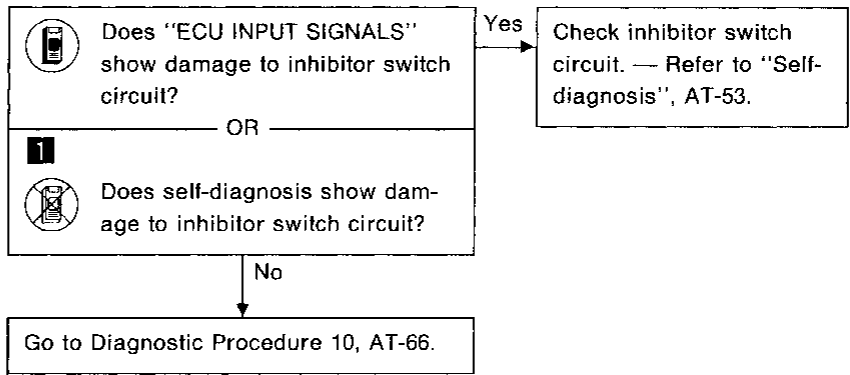 Does "ECU INPUT SIGNALS"
show damage to inhibitor switch
circuit?
Yes
Check inhibitor switch
circuit. — Refer to "Self-
diagnosis", AT-53.
OR
1
Does self-diagnosis show dam-
age to inhibitor switch circuit?
No
Go to Diagnostic Procedure 10, AT-66.